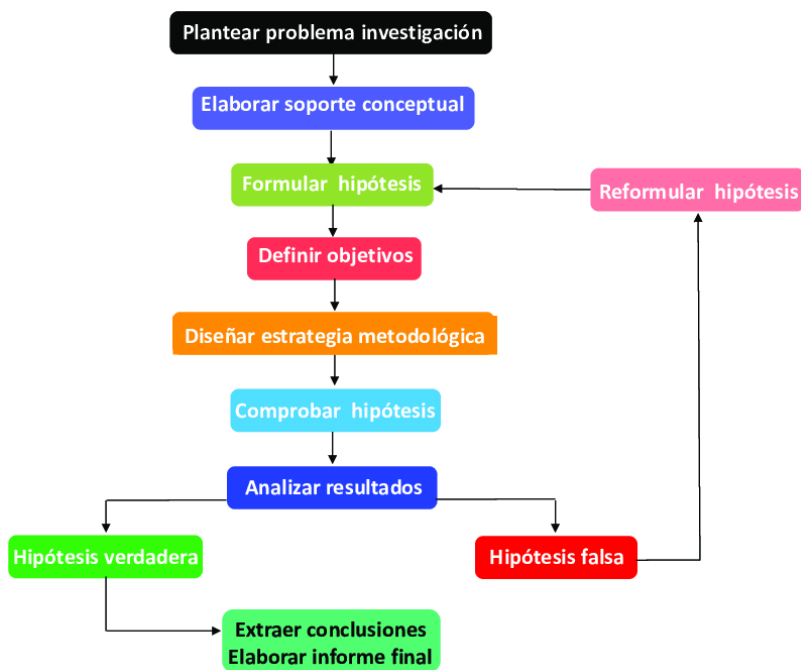 Plantear problema investigación
Elaborar soporte conceptual
Formular hipótesis
Reformular hipótesis
Definir objetivos
Diseñar estrategia metodológica
Comprobar hipótesis
Analizar resultados
Hipótesis verdadera
Hipótesis falsa
Extraer conclusiones
Elaborar informe final